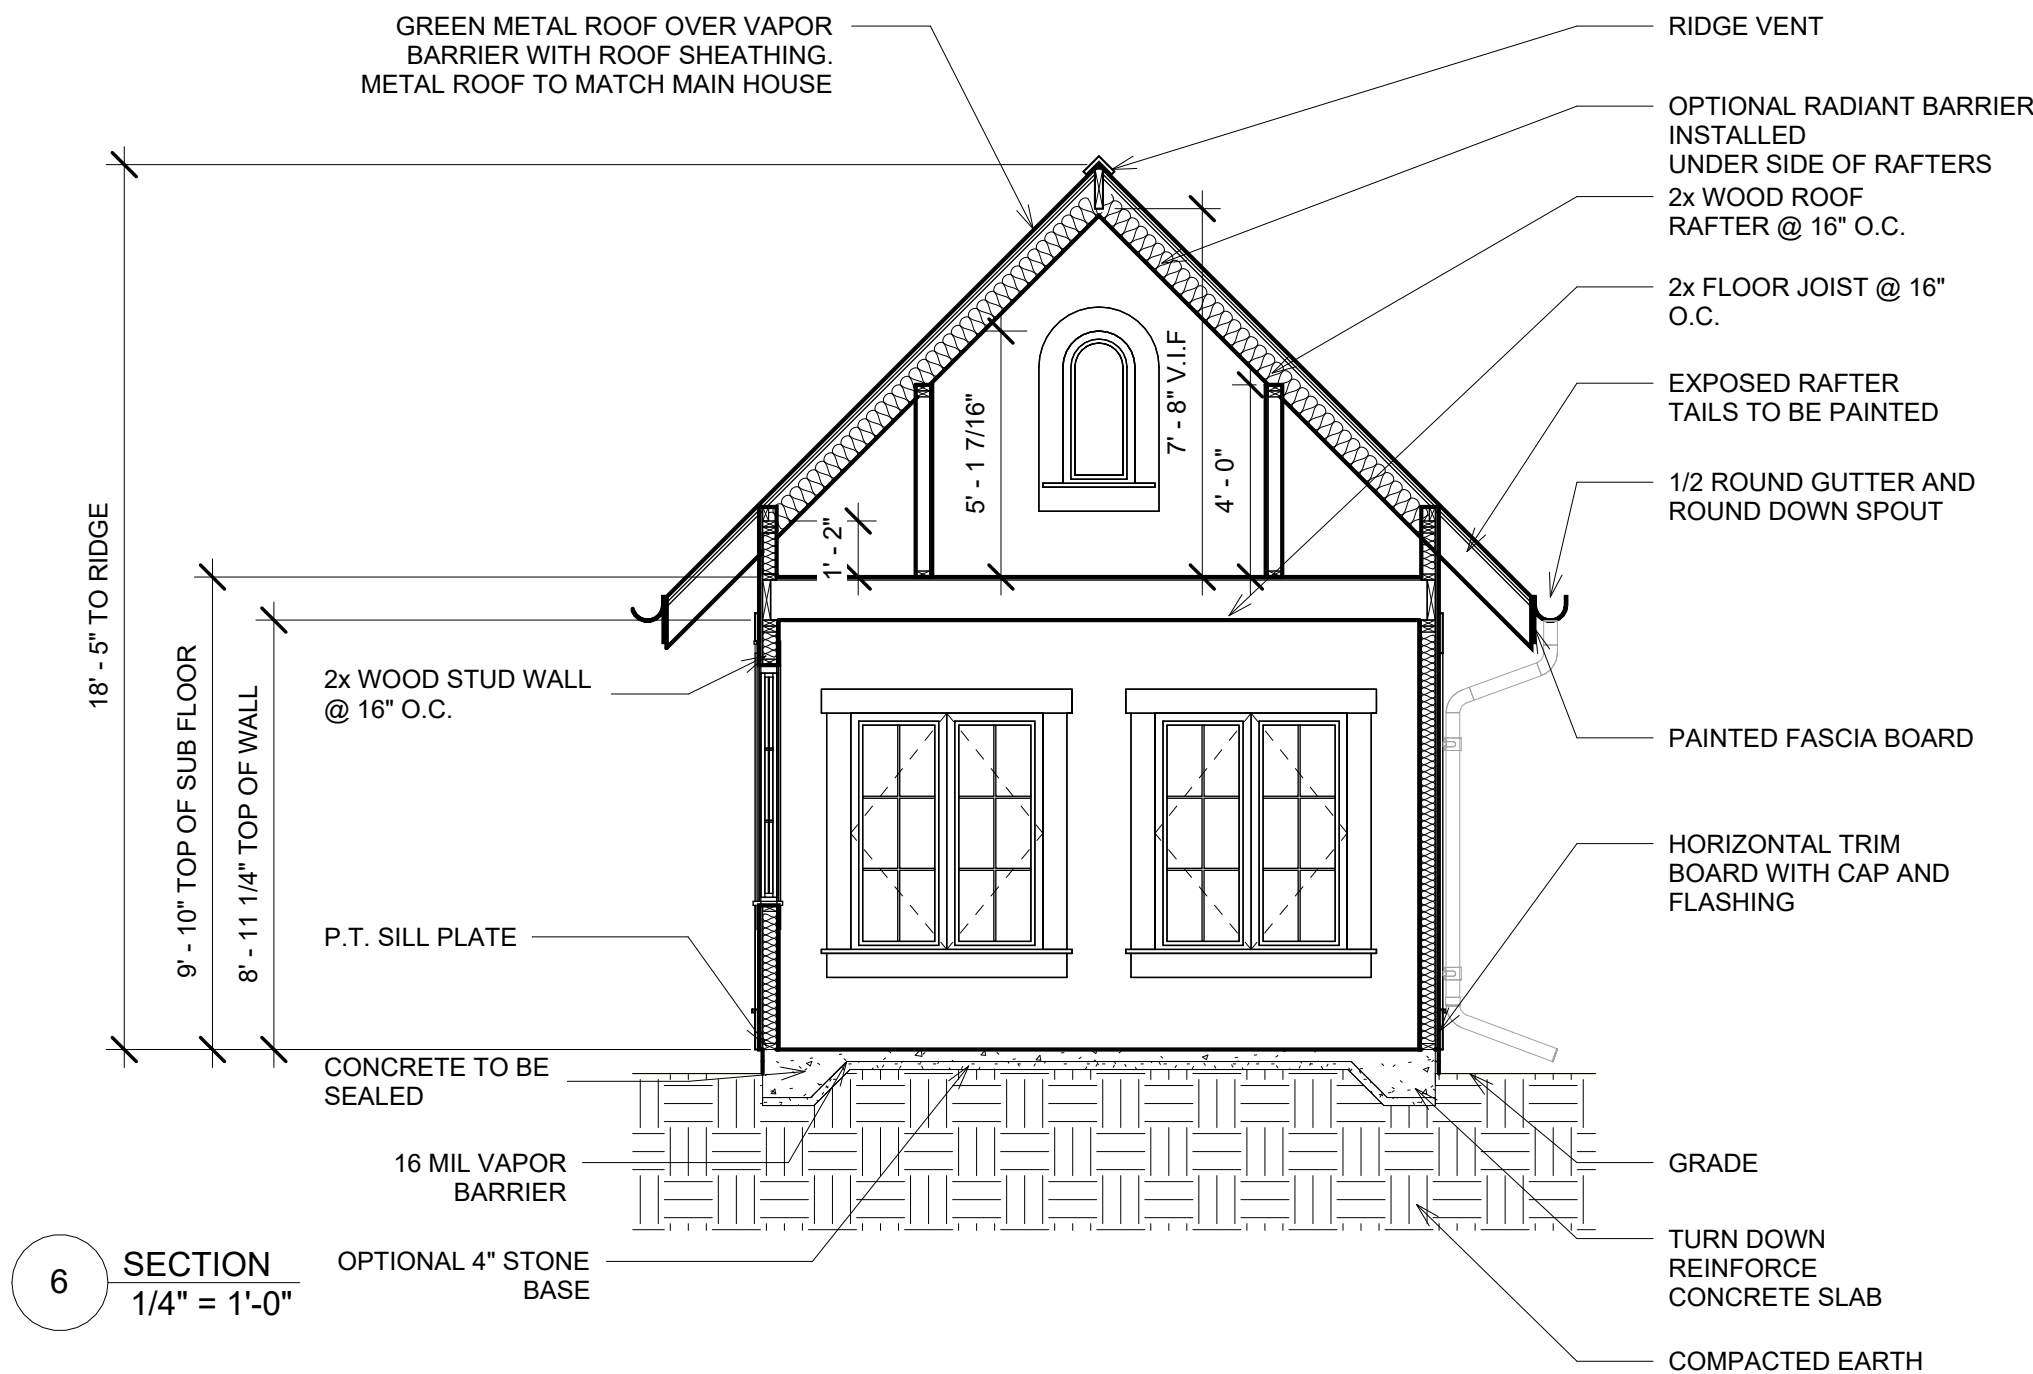 GREEN METAL ROOF OVER VAPOR
BARRIER WITH ROOF SHEATHING.
METAL ROOF TO MATCH MAIN HOUSE
RIDGE VENT
OPTIONAL RADIANT BARRIER
INSTALLED
UNDER SIDE OF RAFTERS
2x WOOD ROOF
RAFTER @ 16" O.C.
2x FLOOR JOIST @ 16"
O.C.
EXPOSED RAFTER
TAILS TO BE PAINTED
1/2 ROUND GUTTER AND
ROUND DOWN SPOUT
PAINTED FASCIA BOARD
HORIZONTAL TRIM
BOARD WITH CAP AND
FLASHING
GRADE
TURN DOWN
REINFORCE
CONCRETE SLAB
COMPACTED EARTH
18' - 5" TO RIDGE
9' - 10" TOP OF SUB FLOOR
8' - 11 1/4" TOP OF WALL
1' - 2"
5' - 1 7/16"
7' - 8" V.I.F
4' - 0"
2x WOOD STUD WALL
@ 16" O.C.
P.T. SILL PLATE
CONCRETE TO BE
SEALED
16 MIL VAPOR
BARRIER
OPTIONAL 4" STONE
BASE
6
SECTION
1/4" = 1'-0"